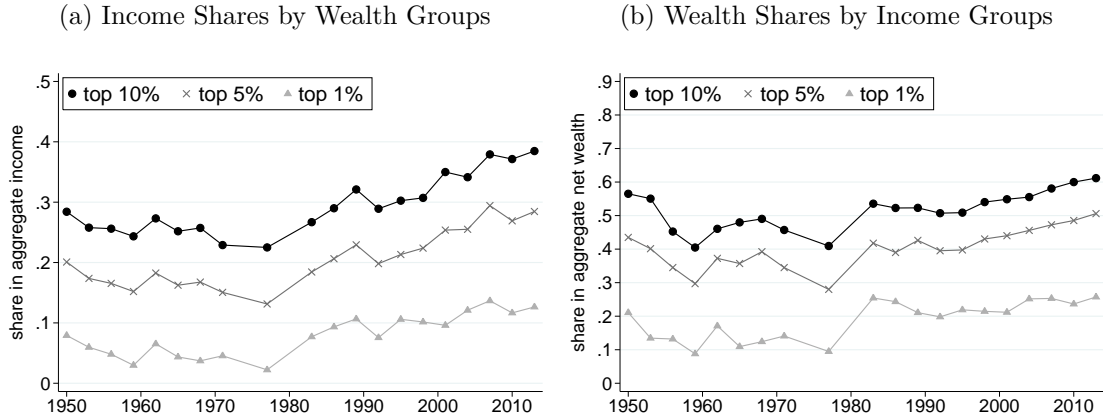 (a) Income Shares by Wealth Groups
share in aggregate income
.5
.4
.3
.2
.1
0
top 10% top 5% top 1%
1950 1960 1970 1980 1990 2000 2010
(b) Wealth Shares by Income Groups
share in aggregate net wealth
.9
.8
.7
.6
.5
.4
.3
.2
.1
0
top 10% top 5% top 1%
1950 1960 1970 1980 1990 2000 2010